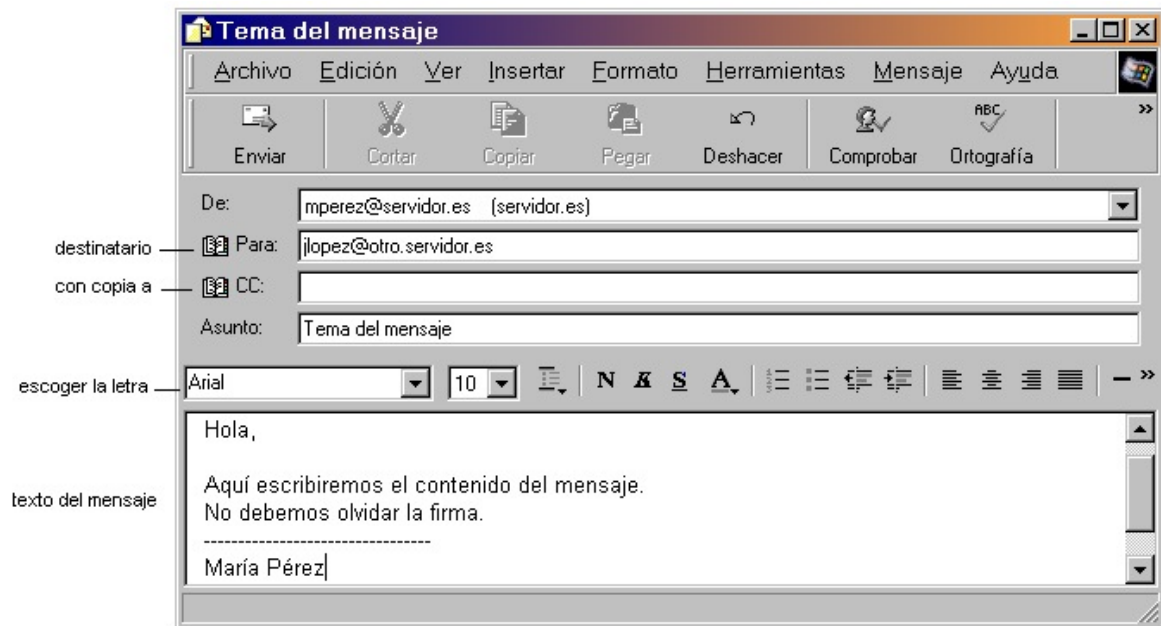 Tema del mensaje
Archivo Edición Ver Insertar Formato Herramientas Mensaje Ayuda
ABC
Enviar Cortar Copiar Pegar Deshacer Comprobar Ortografía
De: mperez@servidor.es (servidor.es)
destinatario Para: jlopez@otro.servidor.es
con copia a CC:
Asunto: Tema del mensaje
escoger la letra Arial 10 N K S A
Hola,
Aquí escribiremos el contenido del mensaje.
texto del mensaje
No debemos olvidar la firma.
---------------------------------
María Pérez